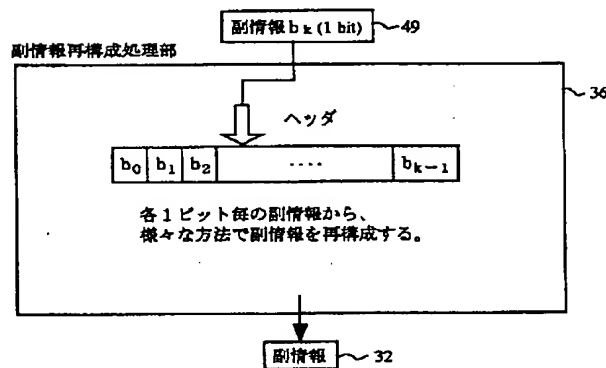 副情報 b k (1 bit) 49
副情報再構成処理部
36
ヘッダ
b0 b1 b2 ‥‥ bk−1
各1ビット毎の副情報から、
様々な方法で副情報を再構成する。
副情報 32